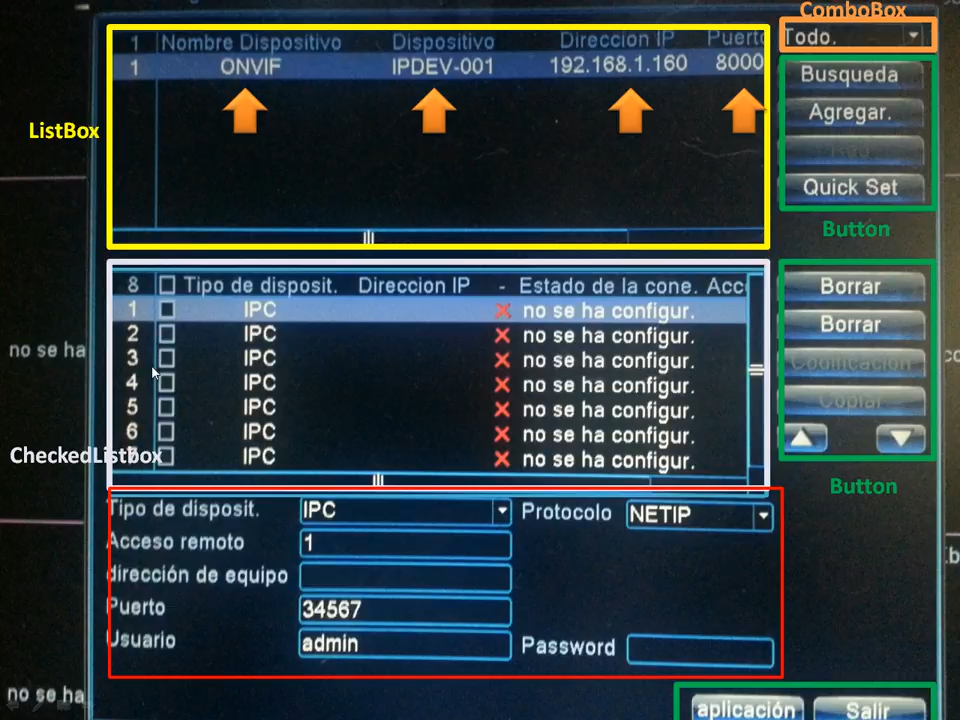 ComboBox
1 Nombre Dispositivo Dispositivo Direccion IP Puerto
Todo.
1 ONVIF IPDEV-001 192.168.1.160 8000
Busqueda
Agregar.
ListBox
Quick Set
Button
8 Tipo de disposit. Direccion IP - Estado de la cone. Acc
Borrar
1 IPC no se ha configur.
Borrar
2 IPC no se ha configur.
no se ha
3 IPC no se ha configur.
Codificacion
4 IPC no se ha configur.
Copiar
5 IPC no se ha configur.
6 IPC no se ha configur.
CheckedListbox
7 IPC no se ha configur.
Button
Tipo de disposit. IPC Protocolo NETIP
Acceso remoto 1
dirección de equipo
Puerto 34567
Usuario admin Password
no se ha
aplicación Salir